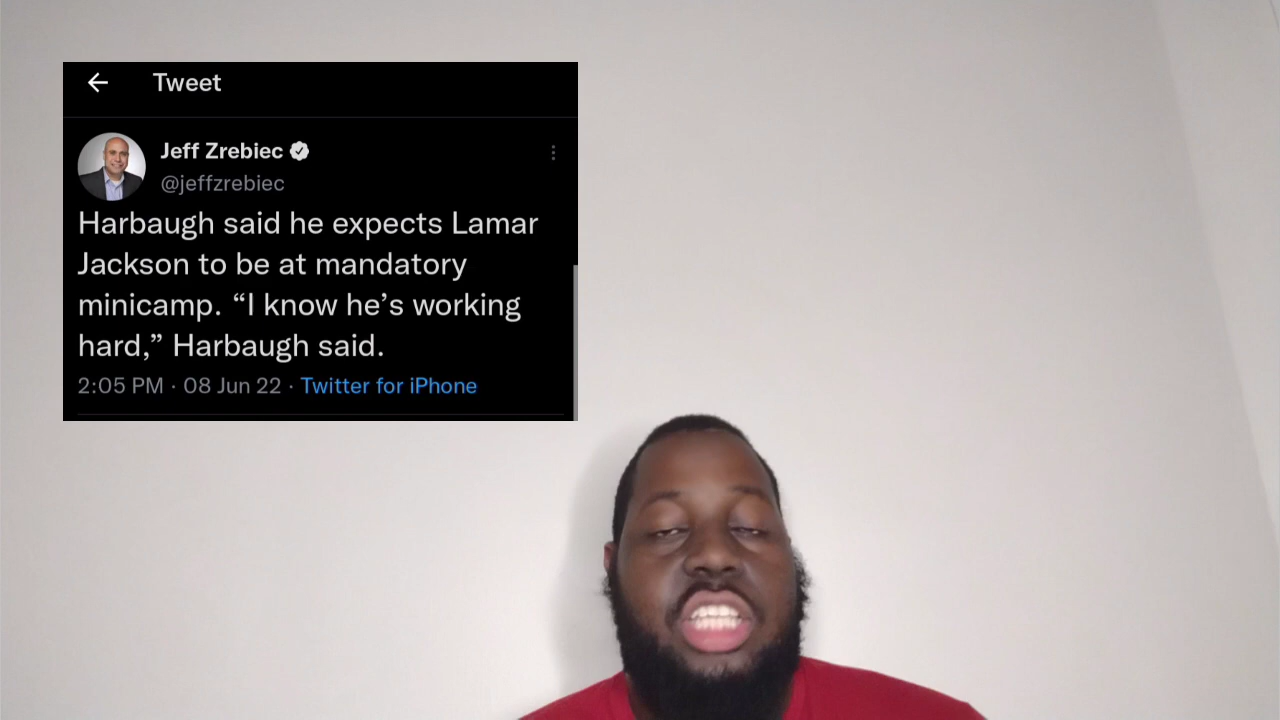 Tweet
Jeff Zrebiec
@jeffzrebiec
Harbaugh said he expects Lamar
Jackson to be at mandatory
minicamp. “I know he’s working
hard,” Harbaugh said.
2:05 PM · 08 Jun 22 · Twitter for iPhone